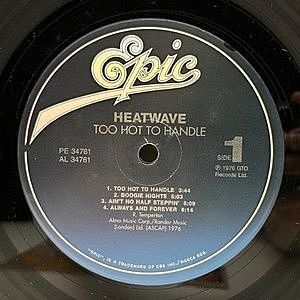 Epic
HEATWAVE
TOO HOT TO HANDLE
PE 34761
AL 34761
SIDE 1
℗ 1976 GTO
Records Ltd.
1. TOO HOT TO HANDLE 3:44
2. BOOGIE NIGHTS 5:03
3. AIN'T NO HALF STEPPIN' 5:09
4. ALWAYS AND FOREVER 6:14
R. Temperton
Almo Music Corp./Rondor Music
(London) Ltd. (ASCAP) 1976
"EPIC" IS A TRADEMARK OF CBS INC./MARCA REG.